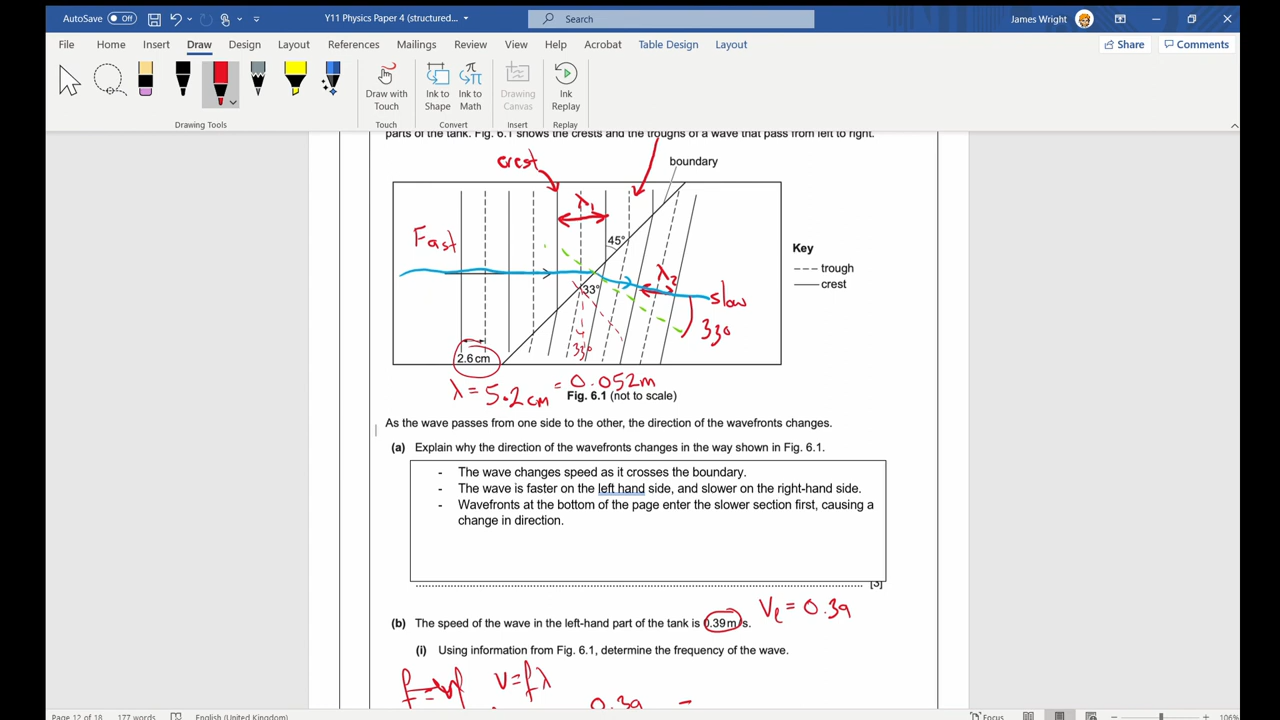 AutoSave Off Y11 Physics Paper 4 (structured... Search James Wright
File Home Insert Draw Design Layout References Mailings Review View Help Acrobat Table Design Layout Share Comments
Draw with Touch Ink to Shape Ink to Math Drawing Canvas Ink Replay
Drawing Tools Touch Convert Insert Replay
parts of the tank. Fig. 6.1 shows the crests and the troughs of a wave that pass from left to right.
crest
boundary
λ₁
45°
Fast
Key
trough
crest
λ₂
33°
slow
33°
33°
2.6 cm
λ = 5.2 cm = 0.052m
Fig. 6.1 (not to scale)
As the wave passes from one side to the other, the direction of the wavefronts changes.
(a) Explain why the direction of the wavefronts changes in the way shown in Fig. 6.1.
- The wave changes speed as it crosses the boundary.
- The wave is faster on the left hand side, and slower on the right-hand side.
- Wavefronts at the bottom of the page enter the slower section first, causing a
change in direction.
[3]
(b) The speed of the wave in the left-hand part of the tank is 0.39 m/s. Vℓ = 0.39
(i) Using information from Fig. 6.1, determine the frequency of the wave.
v = fλ
0.39 =
Page 12 of 18 177 words English (United Kingdom) Focus 106%